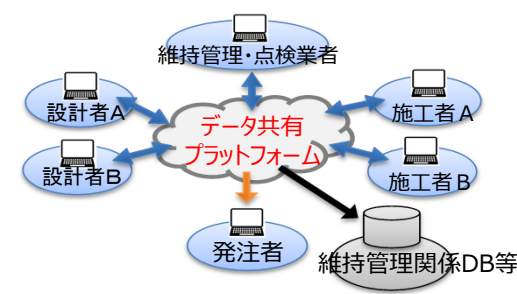 維持管理・点検業者
設計者A
施工者A
データ共有
プラットフォーム
設計者B
施工者B
発注者
維持管理関係DB等